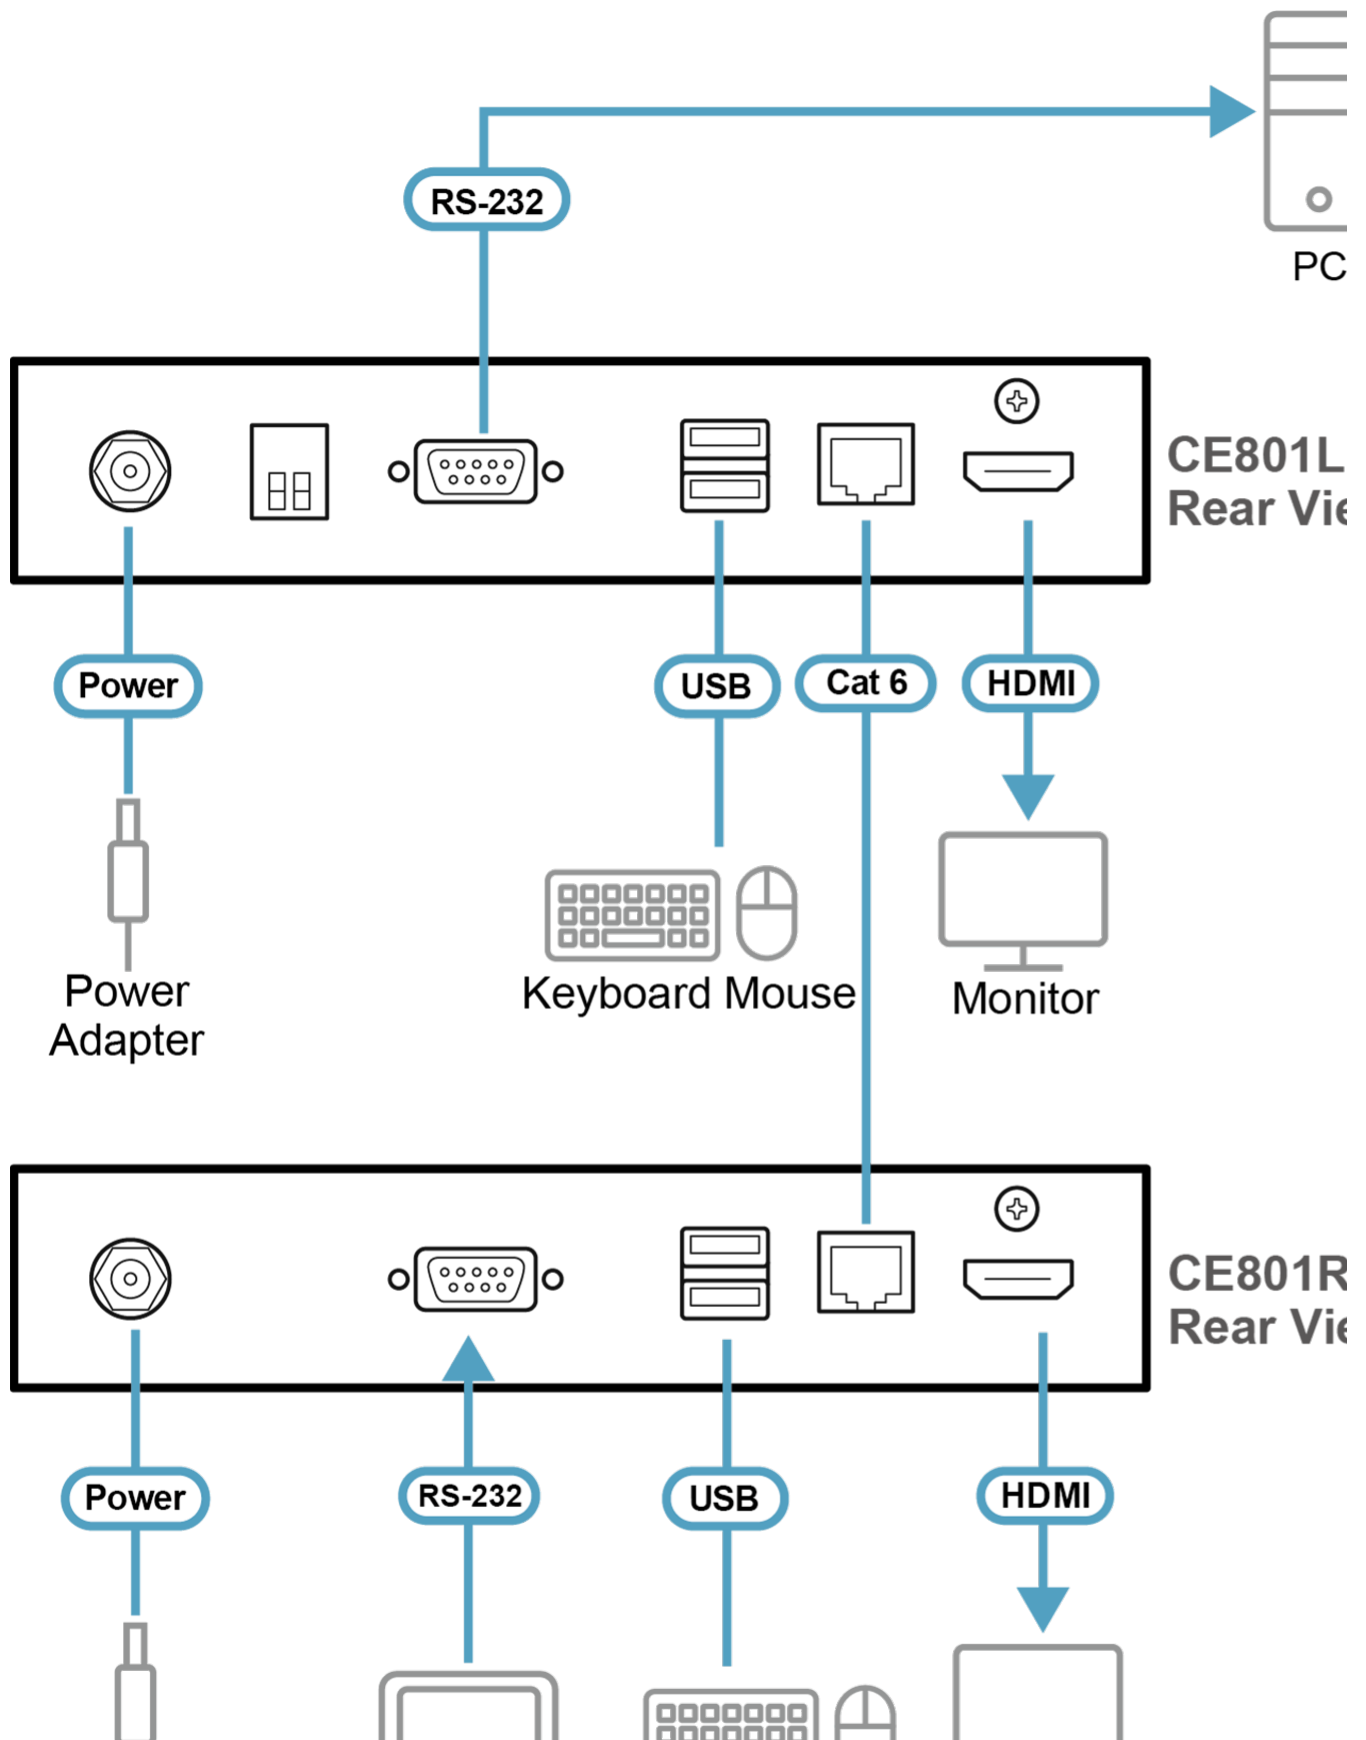 RS-232
PC
CE801L
Rear Vie
Power
USB
Cat 6
HDMI
Power
Adapter
Keyboard Mouse
Monitor
CE801R
Rear Vie
Power
RS-232
USB
HDMI